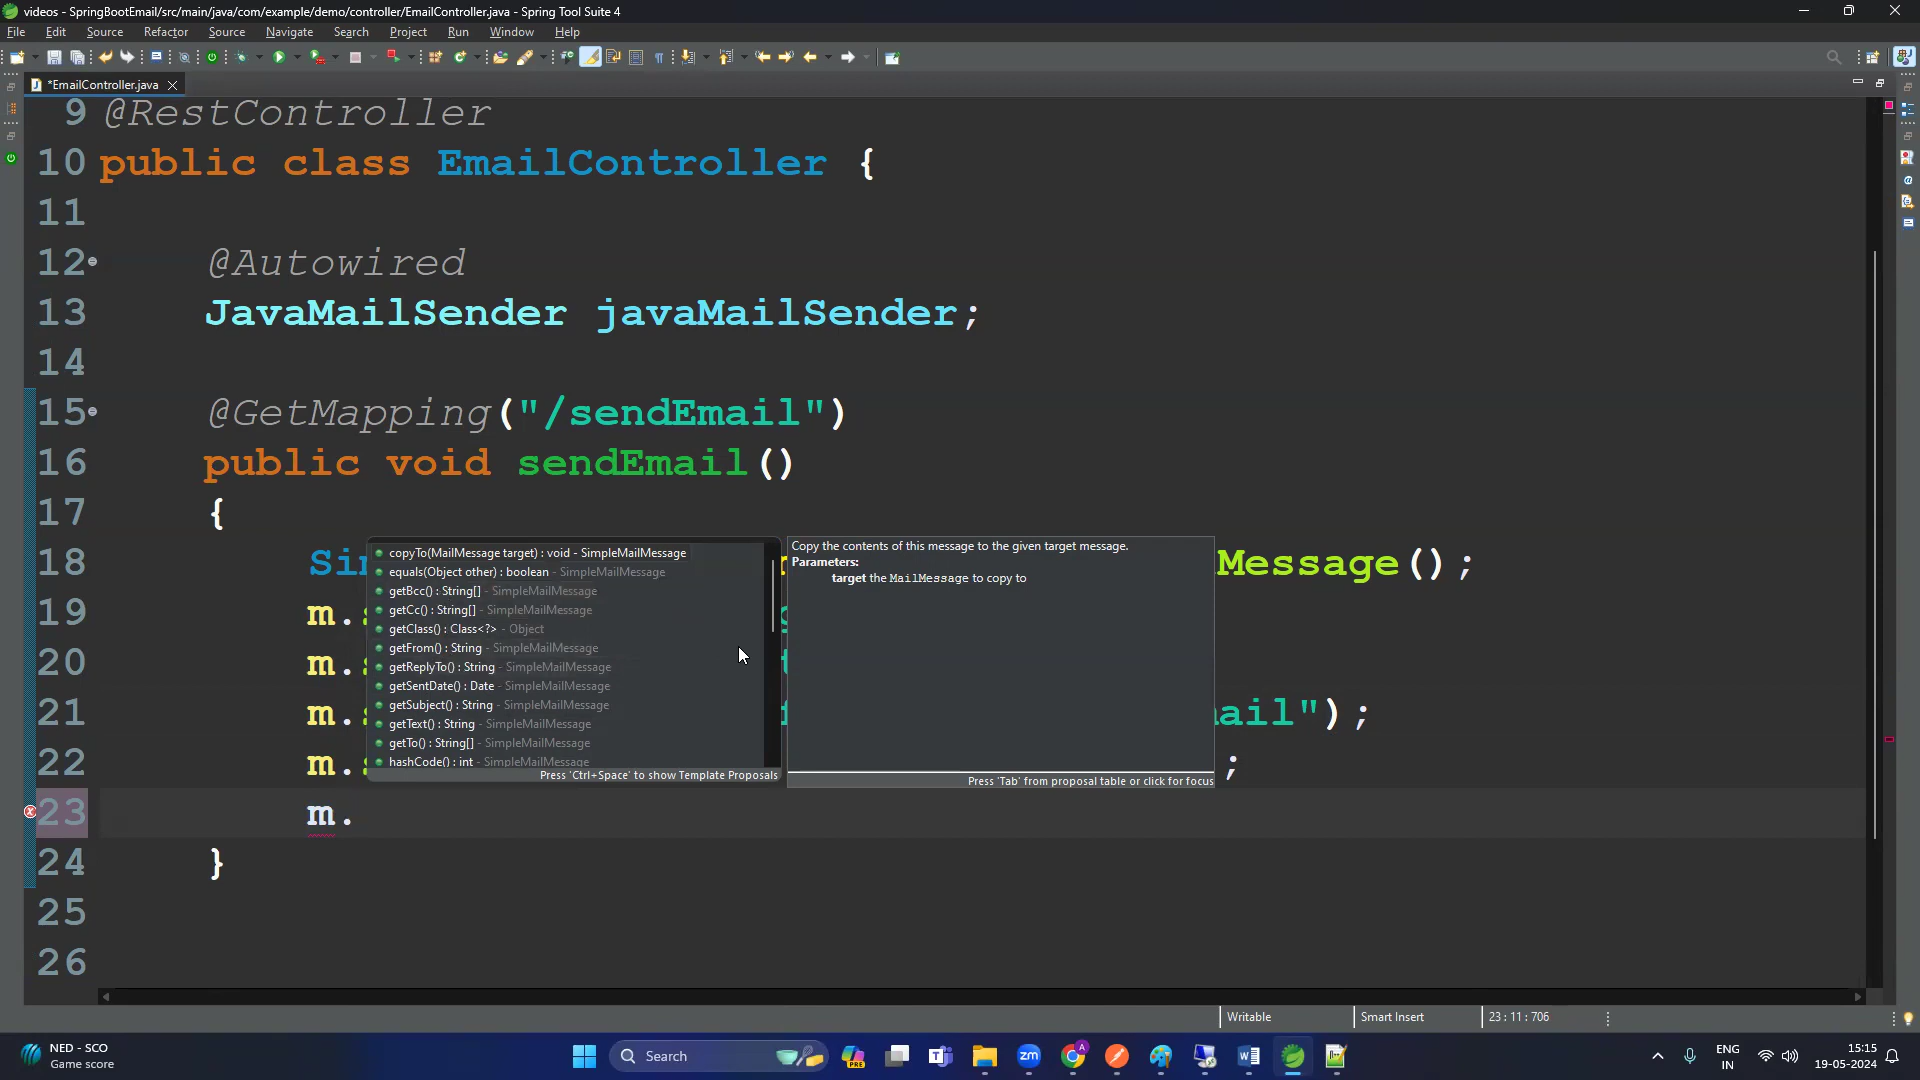 videos - SpringBootEmail/src/main/java/com/example/demo/controller/EmailController.java - Spring Tool Suite 4
File Edit Source Refactor Source Navigate Search Project Run Window Help
*EmailController.java
9 @RestController
10 public class EmailController {
11
12 @Autowired
13 JavaMailSender javaMailSender;
14
15 @GetMapping("/sendEmail")
16 public void sendEmail()
17 {
18 Message();
19 m.
20 m.
21 m. ail");
22 m. ;
23 m.
24 }
25
26
copyTo(MailMessage target) : void - SimpleMailMessage
equals(Object other) : boolean - SimpleMailMessage
getBcc() : String[] - SimpleMailMessage
getCc() : String[] - SimpleMailMessage
getClass() : Class<?> - Object
getFrom() : String - SimpleMailMessage
getReplyTo() : String - SimpleMailMessage
getSentDate() : Date - SimpleMailMessage
getSubject() : String - SimpleMailMessage
getText() : String - SimpleMailMessage
getTo() : String[] - SimpleMailMessage
hashCode() : int - SimpleMailMessage
Press 'Ctrl+Space' to show Template Proposals
Copy the contents of this message to the given target message.
Parameters:
target the MailMessage to copy to
Press 'Tab' from proposal table or click for focus
Writable Smart Insert 23 : 11 : 706
NED - SCO
Game score
Search
ENG
IN
15:15
19-05-2024